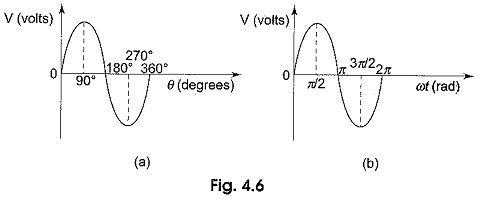 V (volts)
0
90°
180°
270°
360°
θ (degrees)
(a)
V (volts)
0
π/2
π
3π/2
2π
ωt (rad)
(b)
Fig. 4.6